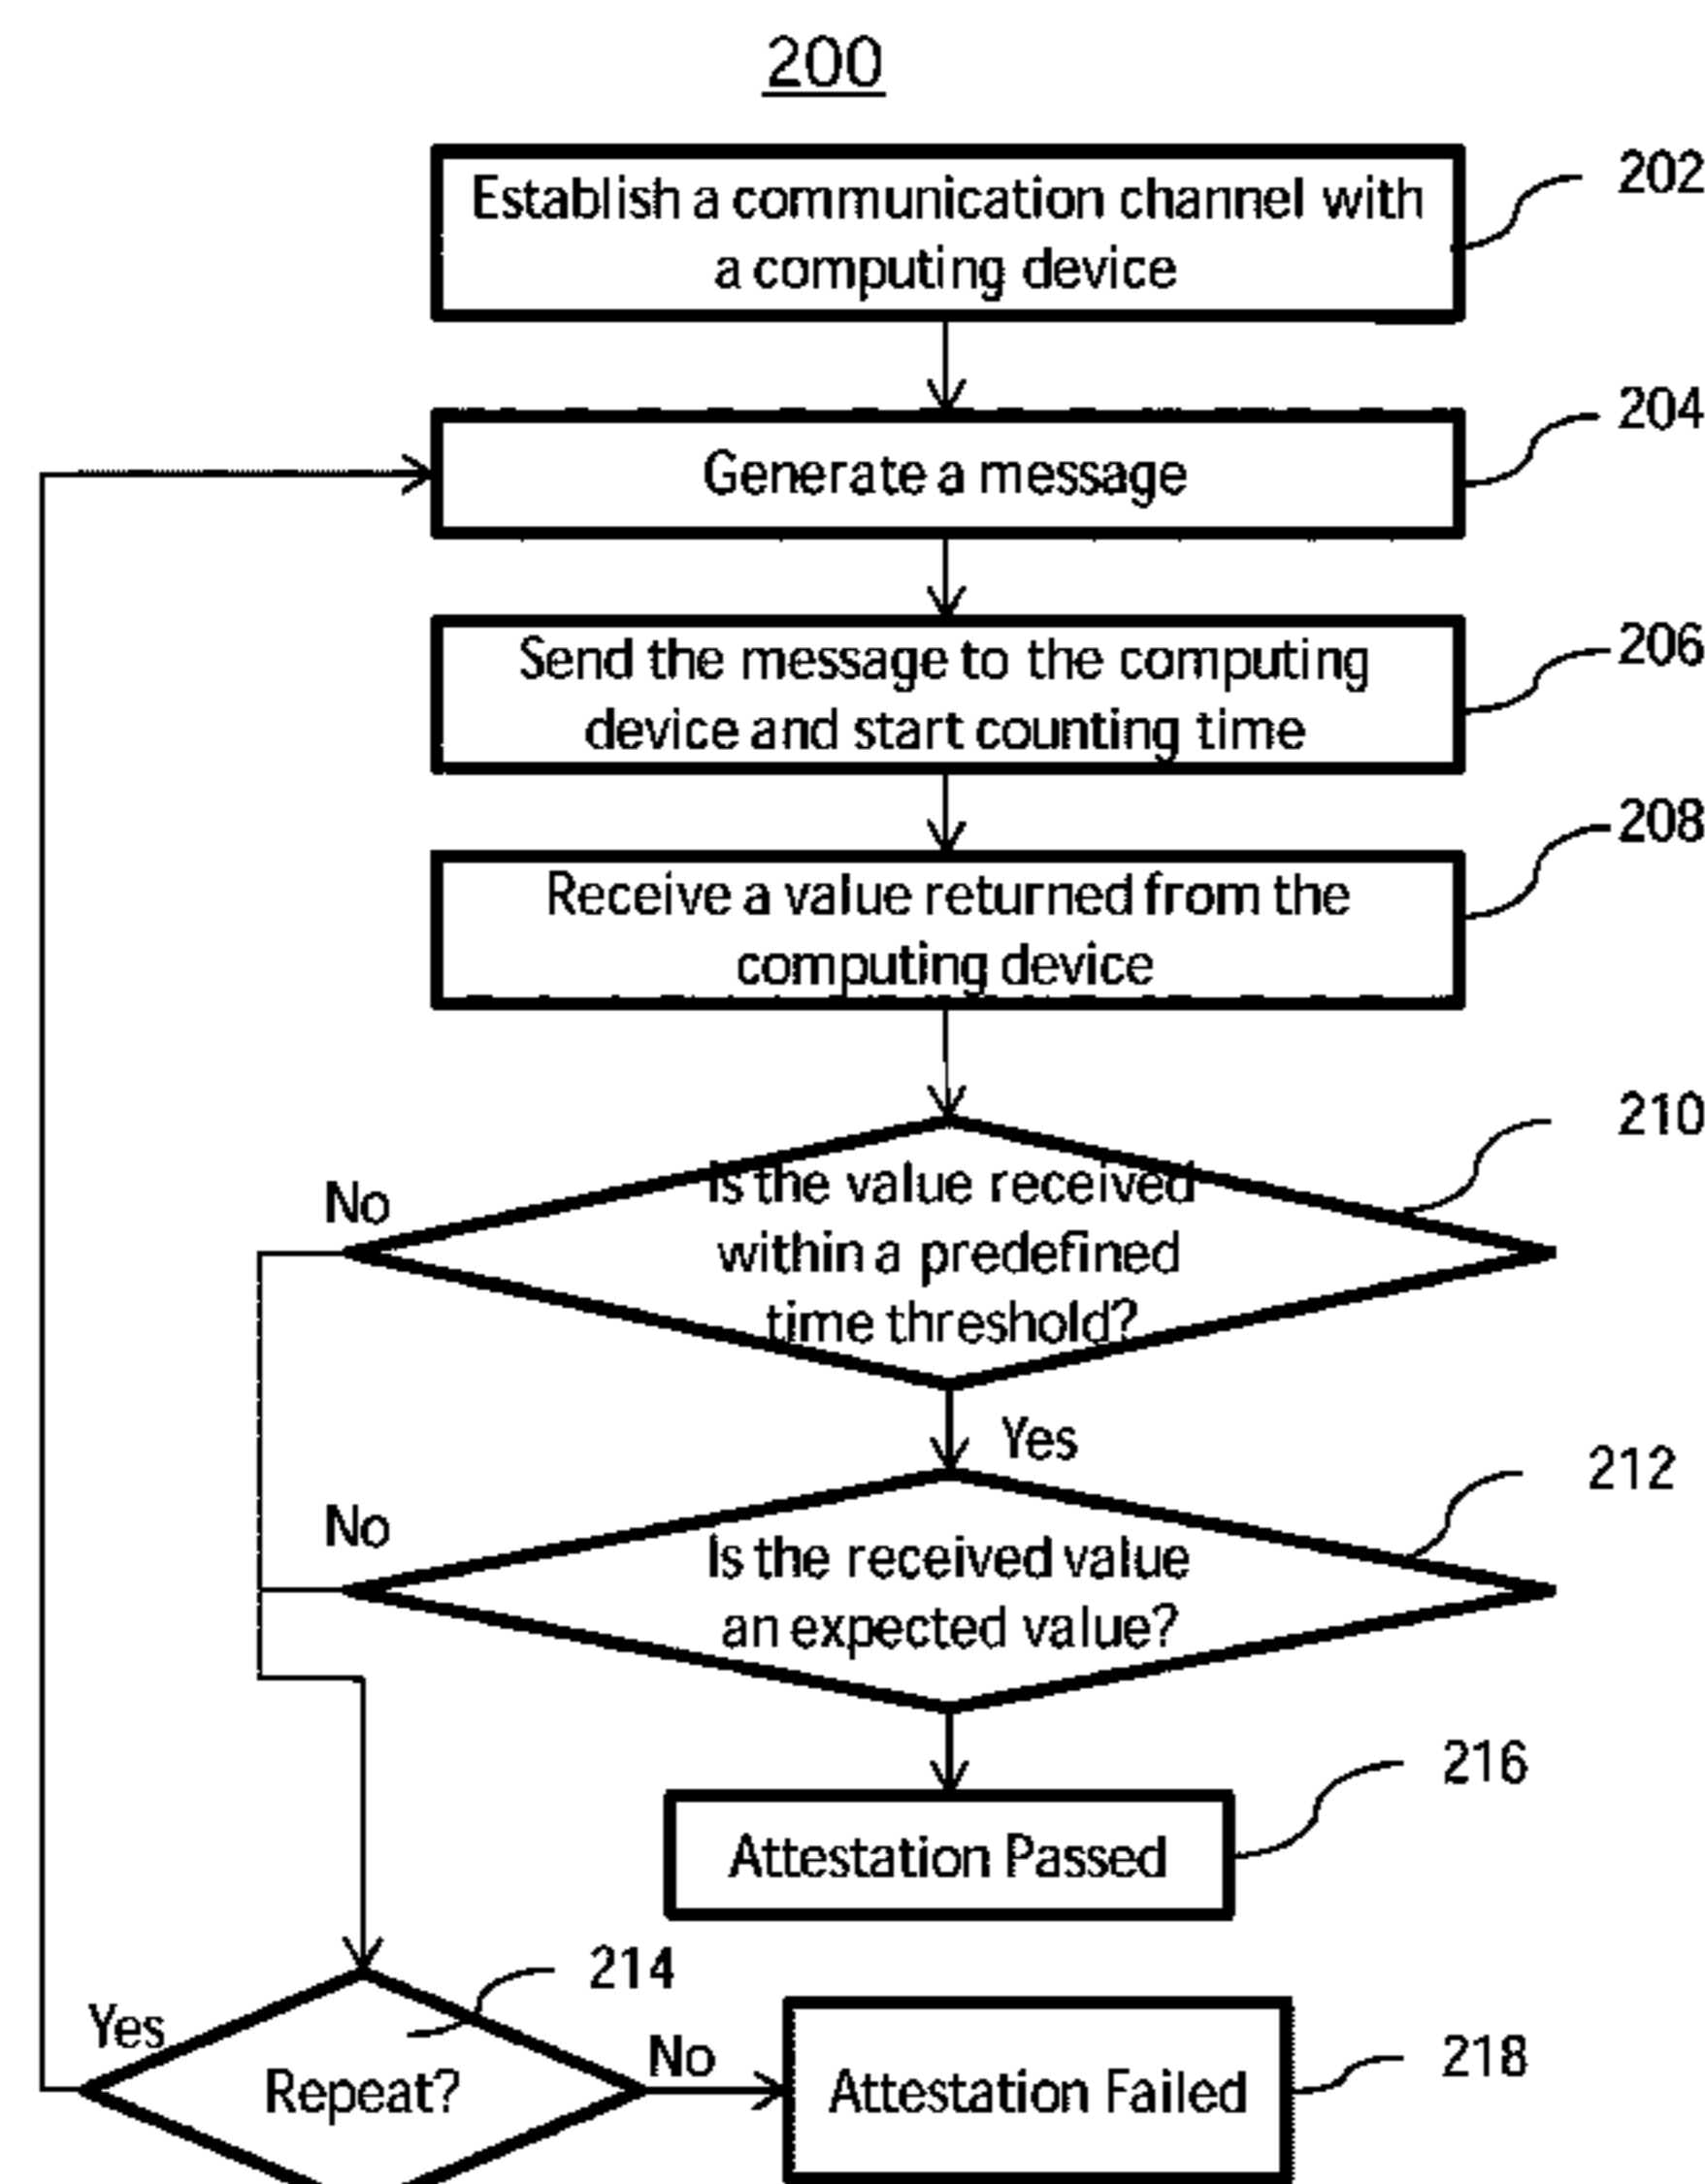 200
Establish a communication channel with
a computing device
202
Generate a message
204
Send the message to the computing
device and start counting time
206
Receive a value returned from the
computing device
208
Is the value received
within a predefined
time threshold?
210
No
Yes
Is the received value
an expected value?
212
No
Attestation Passed
216
Repeat?
214
Yes
No
Attestation Failed
218